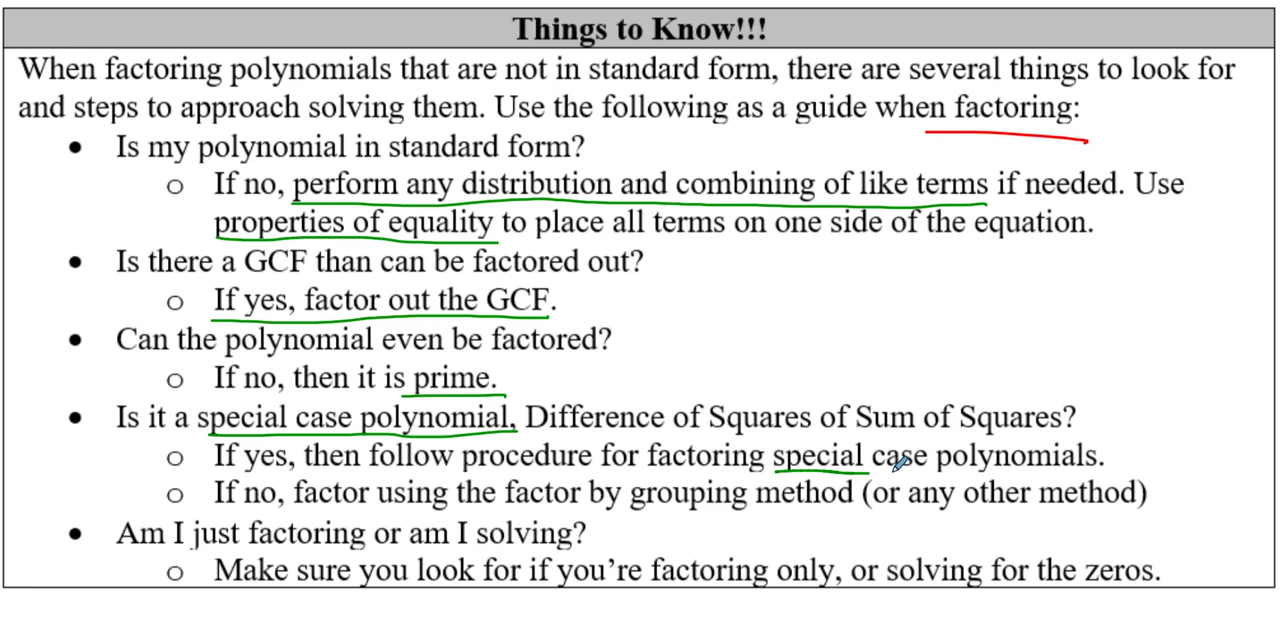 Things to Know!!!
When factoring polynomials that are not in standard form, there are several things to look for
and steps to approach solving them. Use the following as a guide when factoring:
• Is my polynomial in standard form?
o If no, perform any distribution and combining of like terms if needed. Use
properties of equality to place all terms on one side of the equation.
• Is there a GCF than can be factored out?
o If yes, factor out the GCF.
• Can the polynomial even be factored?
o If no, then it is prime.
• Is it a special case polynomial, Difference of Squares of Sum of Squares?
o If yes, then follow procedure for factoring special case polynomials.
o If no, factor using the factor by grouping method (or any other method)
• Am I just factoring or am I solving?
o Make sure you look for if you’re factoring only, or solving for the zeros.